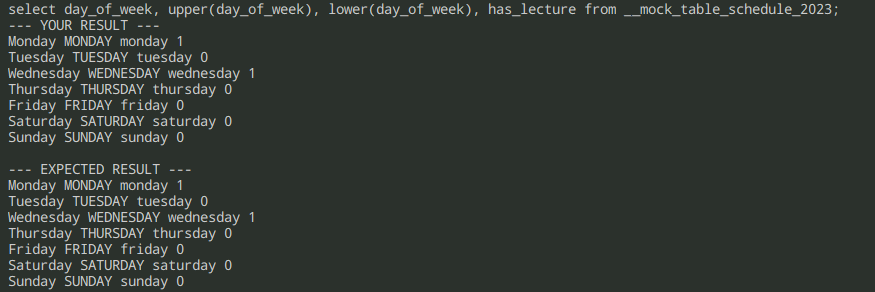 select day_of_week, upper(day_of_week), lower(day_of_week), has_lecture from __mock_table_schedule_2023;
--- YOUR RESULT ---
Monday MONDAY monday 1
Tuesday TUESDAY tuesday 0
Wednesday WEDNESDAY wednesday 1
Thursday THURSDAY thursday 0
Friday FRIDAY friday 0
Saturday SATURDAY saturday 0
Sunday SUNDAY sunday 0
--- EXPECTED RESULT ---
Monday MONDAY monday 1
Tuesday TUESDAY tuesday 0
Wednesday WEDNESDAY wednesday 1
Thursday THURSDAY thursday 0
Friday FRIDAY friday 0
Saturday SATURDAY saturday 0
Sunday SUNDAY sunday 0